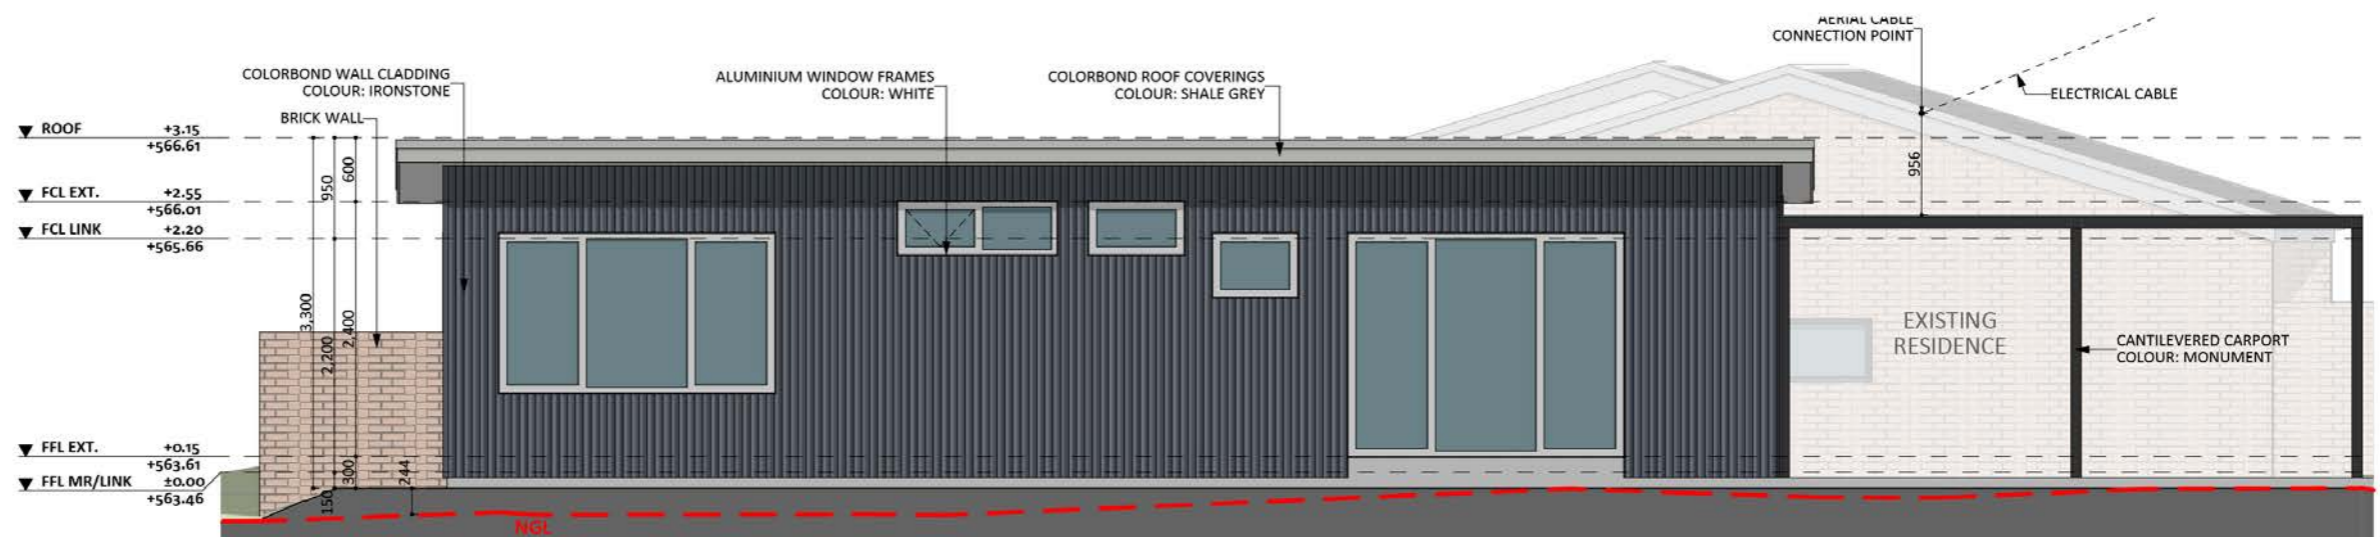 AERIAL CABLE
CONNECTION POINT
ELECTRICAL CABLE
COLORBOND WALL CLADDING
COLOUR: IRONSTONE
ALUMINIUM WINDOW FRAMES
COLOUR: WHITE
COLORBOND ROOF COVERINGS
COLOUR: SHALE GREY
BRICK WALL
ROOF +3.15
+566.61
FCL EXT. +2.55
+566.01
FCL LINK +2.20
+565.66
FFL EXT. +0.15
+563.61
FFL MR/LINK ±0.00
+563.46
3,300
950
2,200
150
600
2,400
300
244
956
EXISTING
RESIDENCE
CANTILEVERED CARPORT
COLOUR: MONUMENT
NGL